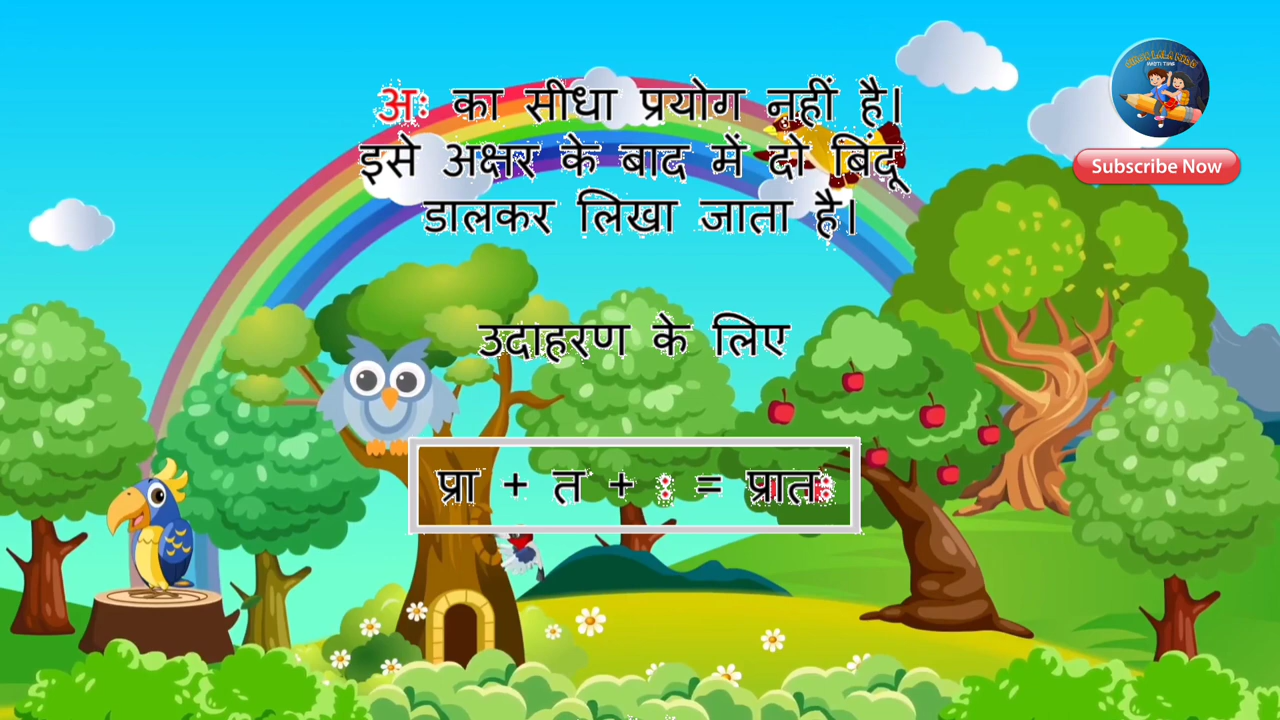 अः का सीधा प्रयोग नहीं है।
इसे अक्षर के बाद में दो बिंदू
डालकर लिखा जाता है।
उदाहरण के लिए
प्रा + त + : = प्रातः
Subscribe Now